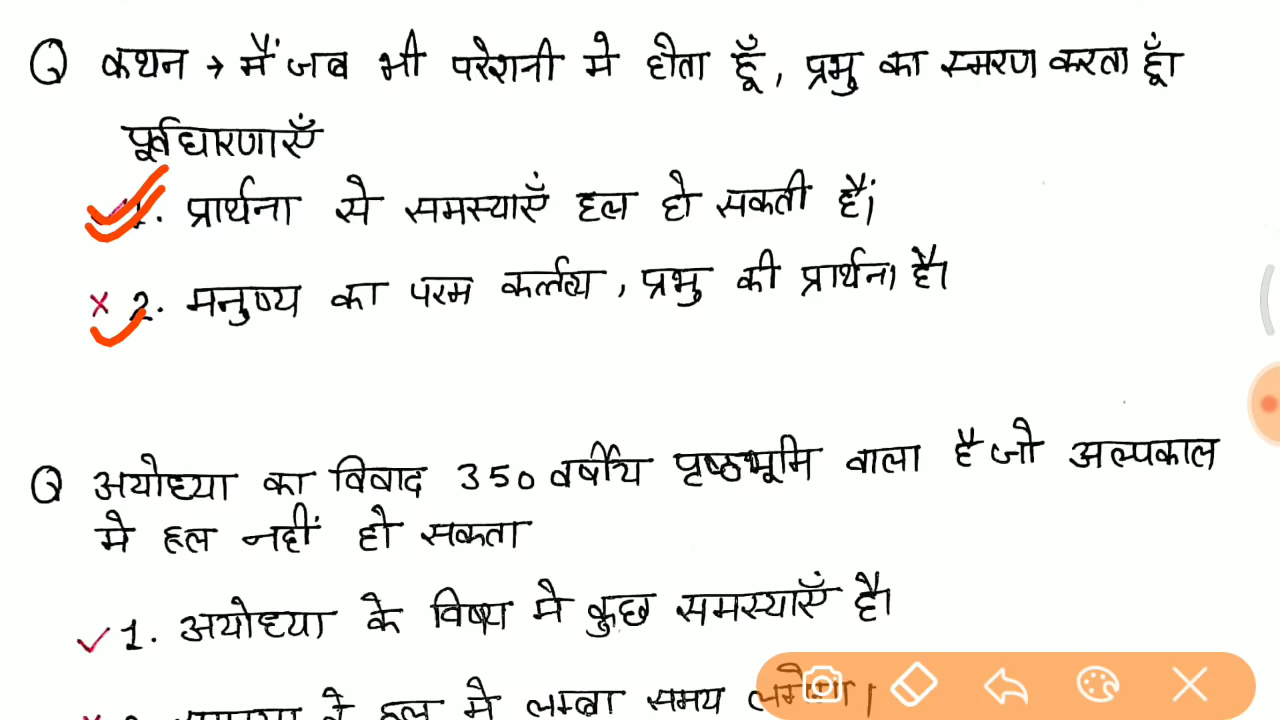 Q कथन → मैं जब भी परेशानी मे होता हूँ, प्रभु का स्मरण करता हूँ।
पूर्वधारणाएँ
1. प्रार्थना से समस्याएँ हल हो सकती हैं।
2. मनुष्य का परम कर्त्तव्य, प्रभु की प्रार्थना है।
Q अयोध्या का विवाद 350 वर्षीय पृष्ठभूमि वाला है जो अल्पकाल
मे हल नहीं हो सकता
1. अयोध्या के विषय मे कुछ समस्याएँ है।
हल मे लम्बा समय लगेगा।